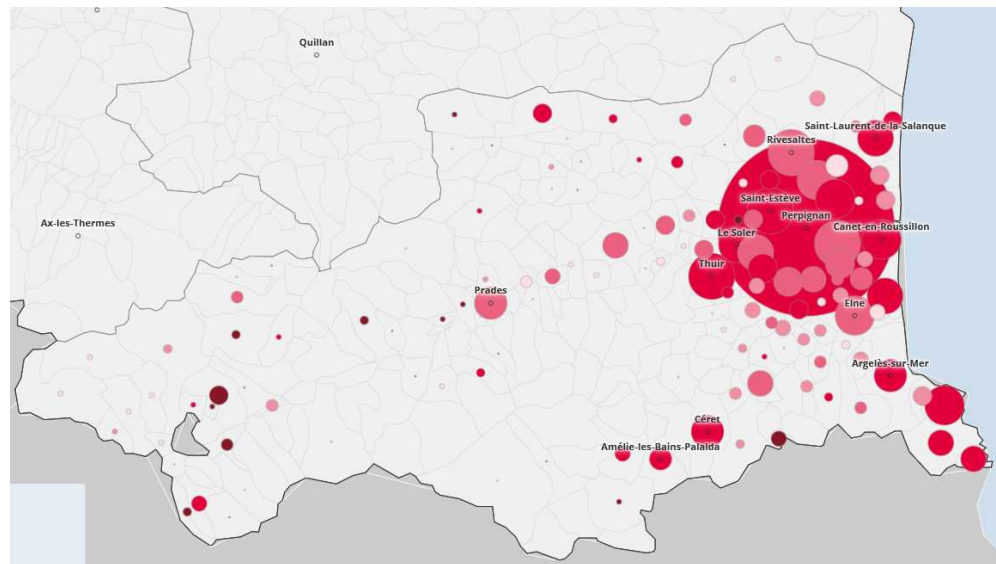 Quillan
Saint-Laurent-de-la-Salanque
Rivesaltes
Saint-Estève
Perpignan
Ax-les-Thermes
Canet-en-Roussillon
Le Soler
Thuir
Prades
Elne
Argelès-sur-Mer
Céret
Amélie-les-Bains-Palalda